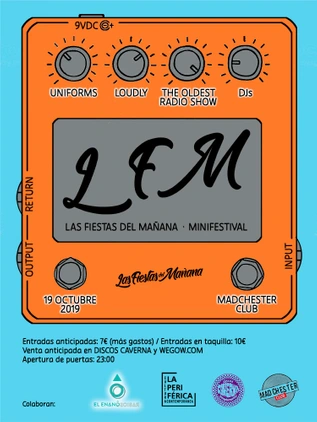 9VDC
UNIFORMS
LOUDLY
THE OLDEST
RADIO SHOW
DJs
LFM
LAS FIESTAS DEL MAÑANA · MINIFESTIVAL
RETURN
OUTPUT
INPUT
Las Fiestas del Mañana
19 OCTUBRE
2019
MADCHESTER
CLUB
Entradas anticipadas: 7€ (más gastos) / Entradas en taquilla: 10€
Venta anticipada en DISCOS CAVERNA y WEGOW.COM
Apertura de puertas: 23:00
Colaboran:
LA
PERI
FÉRICA
MADCHESTER
CLUB